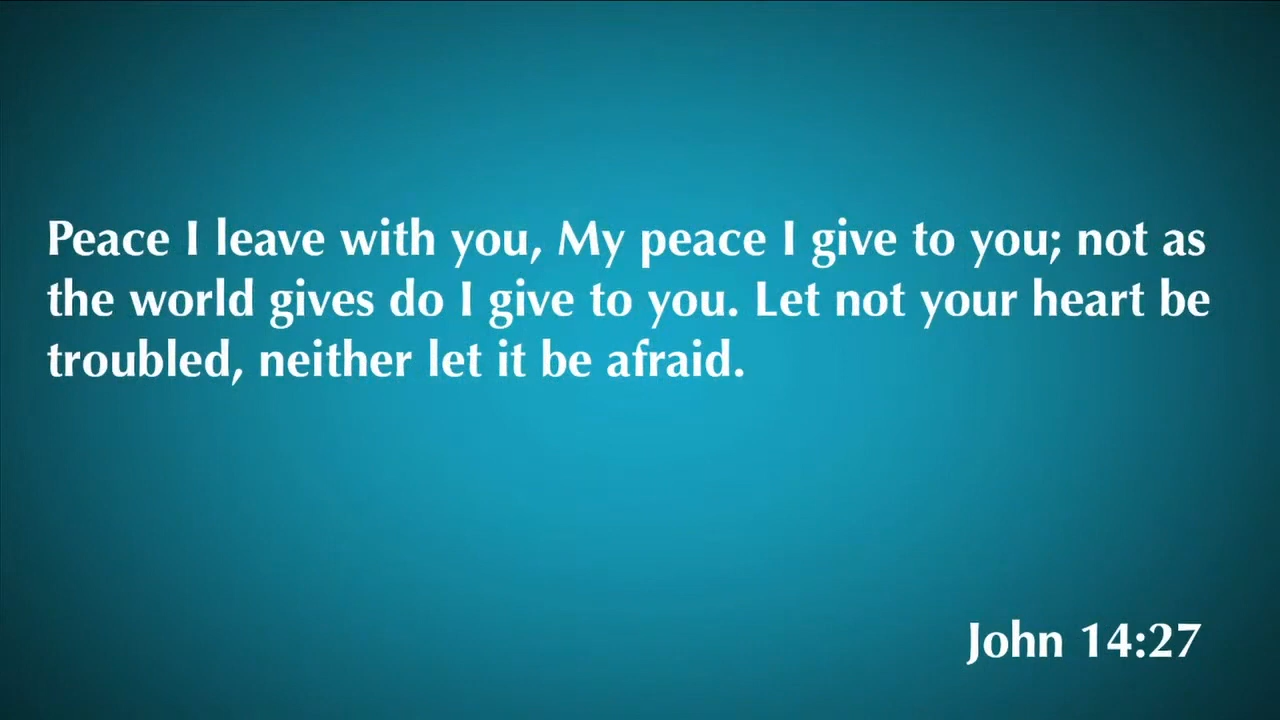 Peace I leave with you, My peace I give to you; not as
the world gives do I give to you. Let not your heart be
troubled, neither let it be afraid.
John 14:27